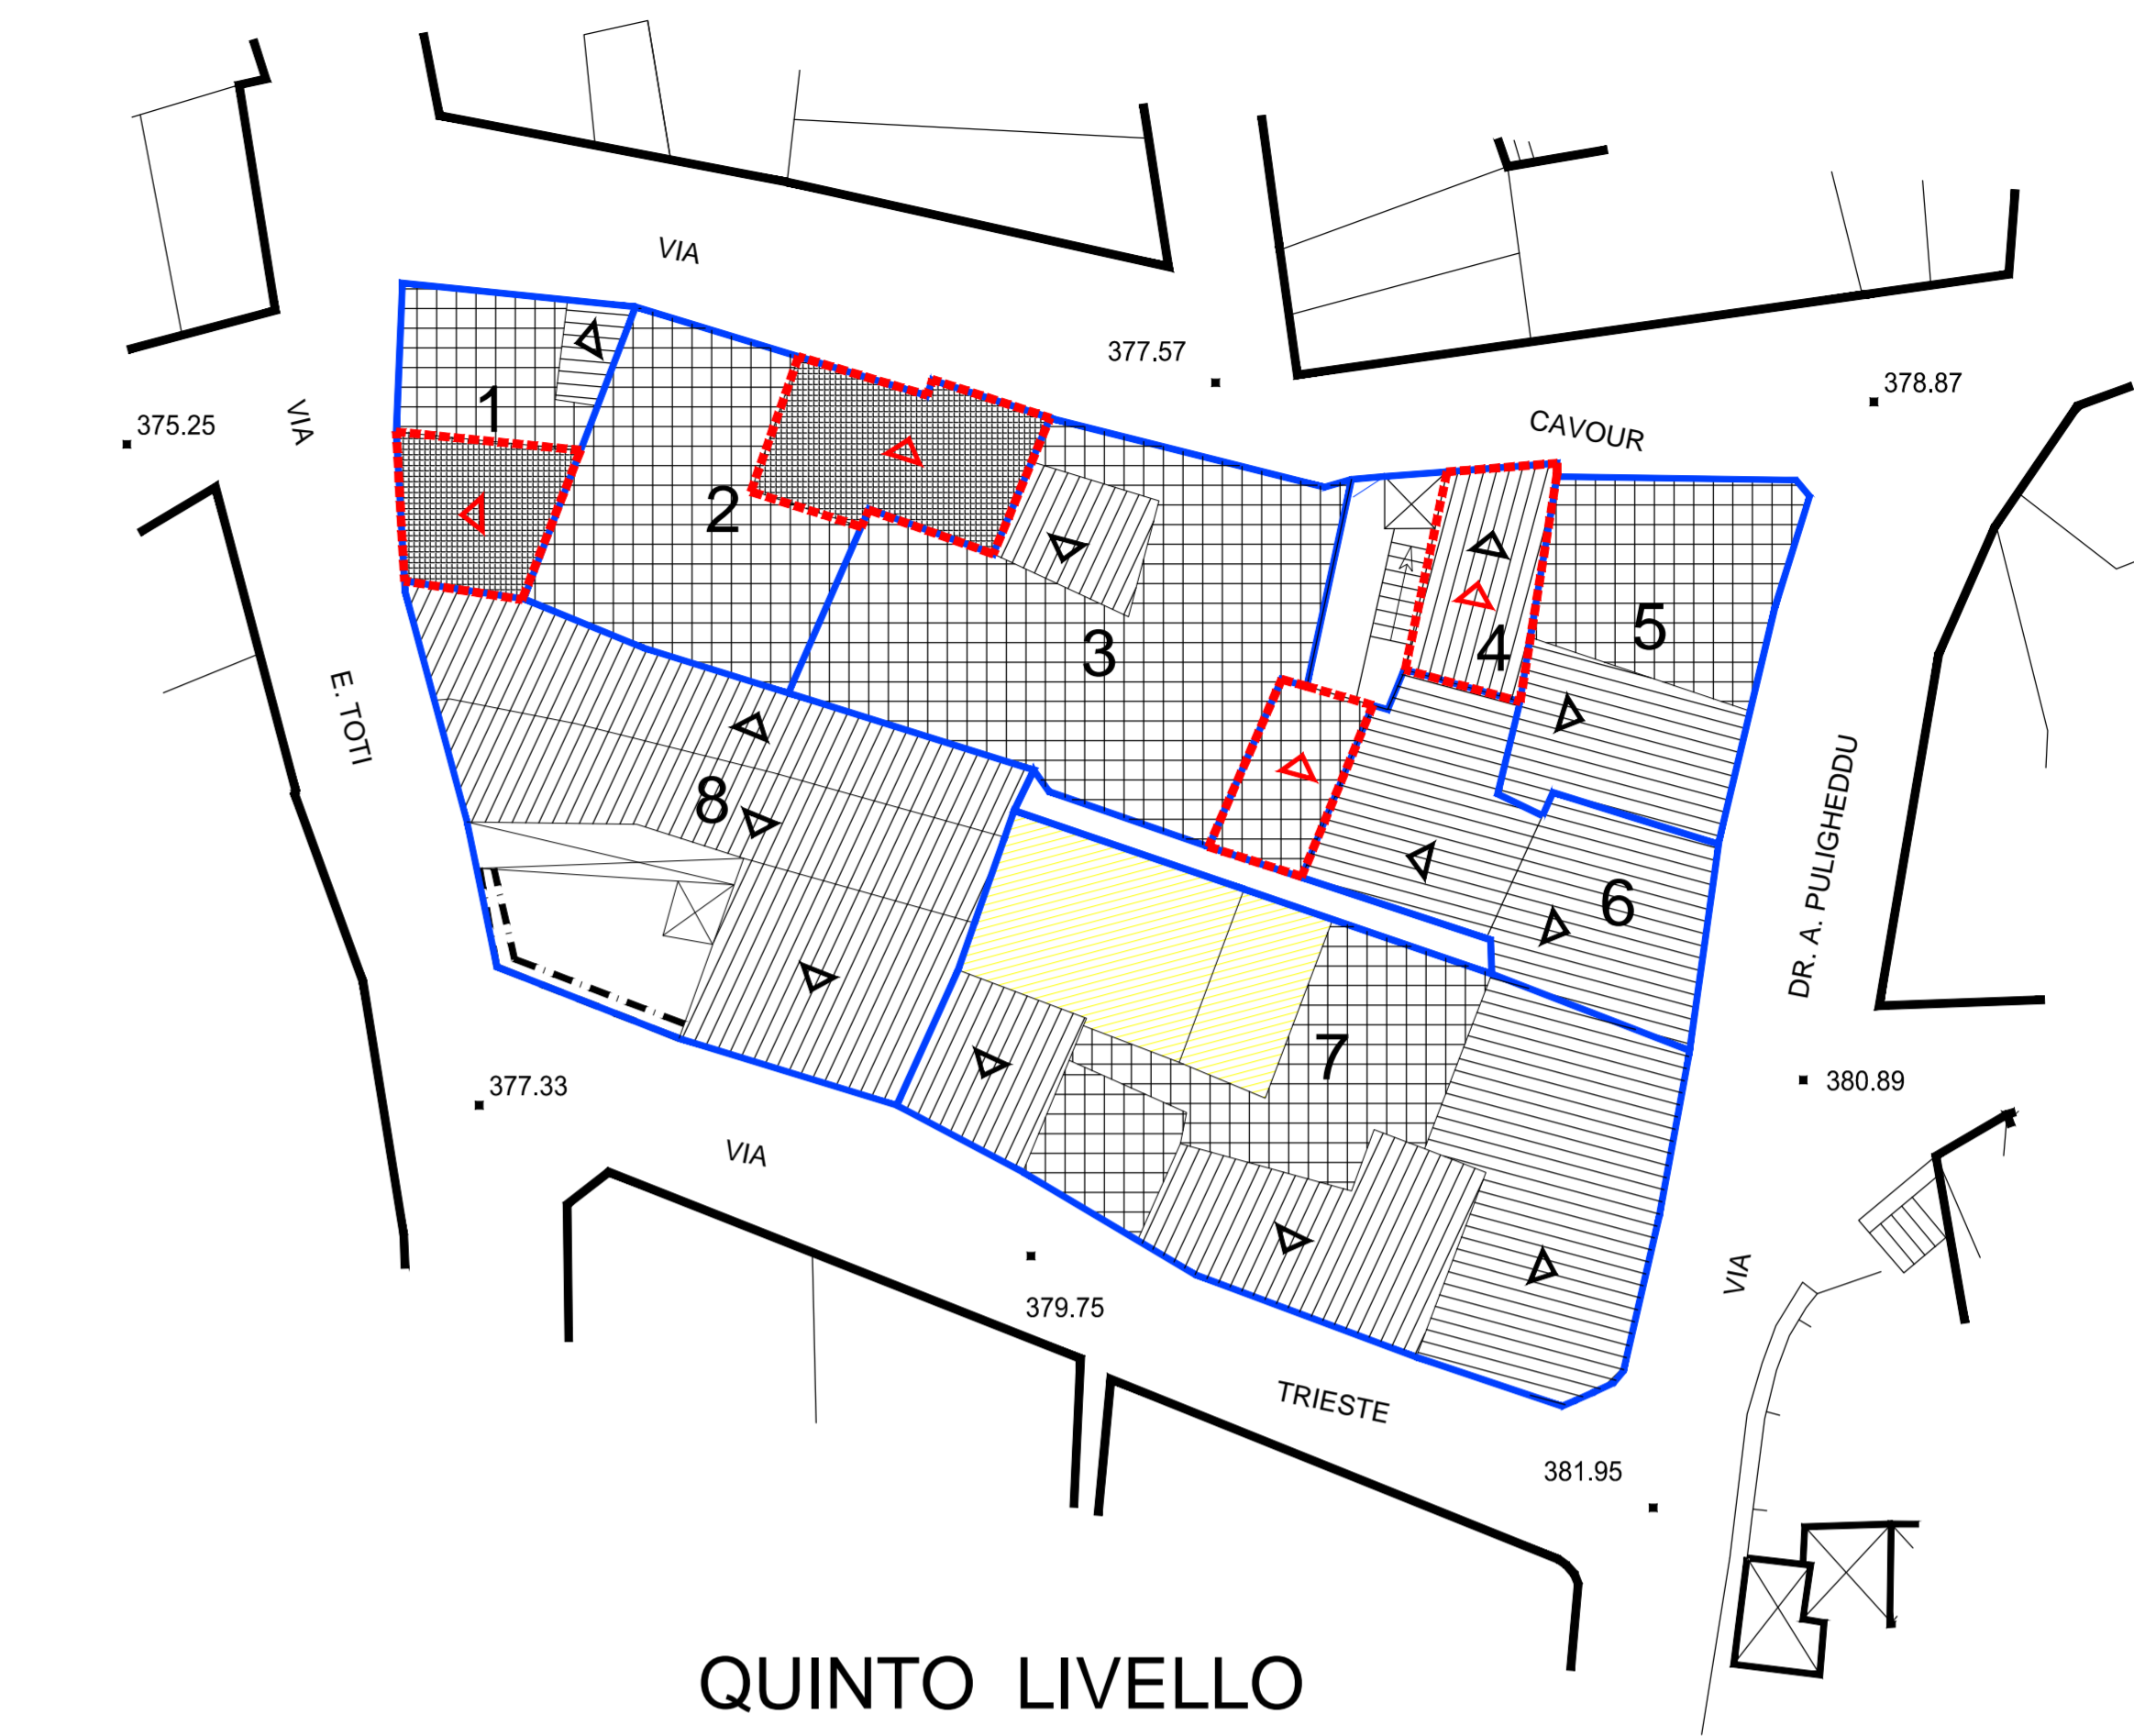 VIA
377.57
378.87
VIA
375.25
CAVOUR
1
2
3
4
5
E. TOTI
8
6
DR. A. PULIGHEDDU
7
377.33
380.89
VIA
379.75
VIA
TRIESTE
381.95
QUINTO LIVELLO